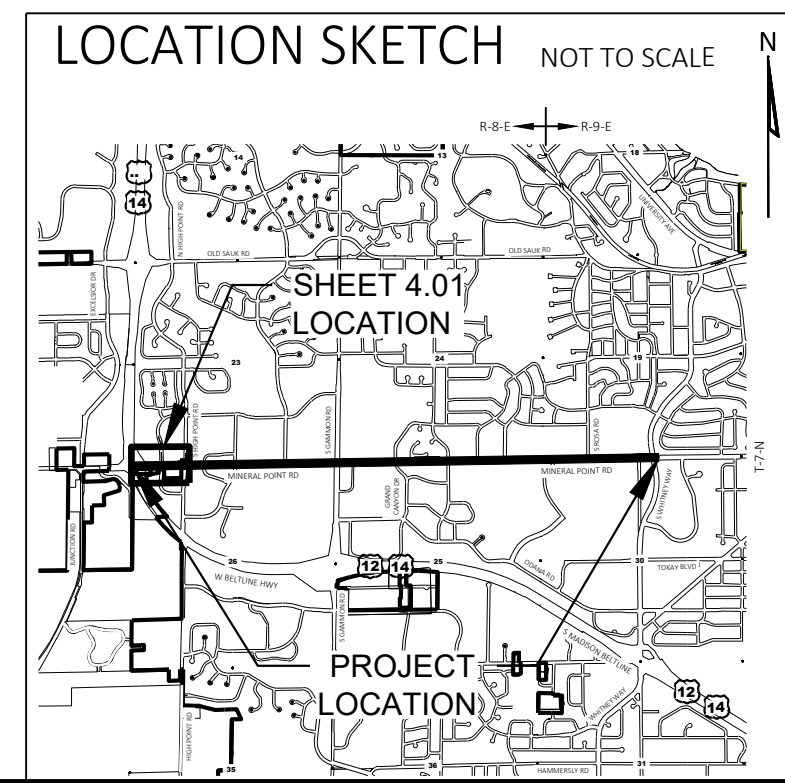 LOCATION SKETCH NOT TO SCALE
N
R-8-E R-9-E
14
13
18
..
14
N HIGH POINT RD
UNIVERSITY AVE
OLD SAUK RD
OLD SAUK RD
EXCELSIOR DR
SHEET 4.01
LOCATION
23
24
19
S HIGH POINT RD
S GAMMON RD
S ROSA RD
MINERAL POINT RD
MINERAL POINT RD
T-7-N
GRAND
CANYON DR
S WHITNEY WAY
JUNCTION RD
26
12
14
25
30
ODANA RD
TOKAY BLVD
W BELTLINE HWY
S GAMMON RD
S MADISON BELTLINE
PROJECT
LOCATION
12
14
WHITNEY WAY
HIGH POINT RD
35
36
31
HAMMERSLY RD